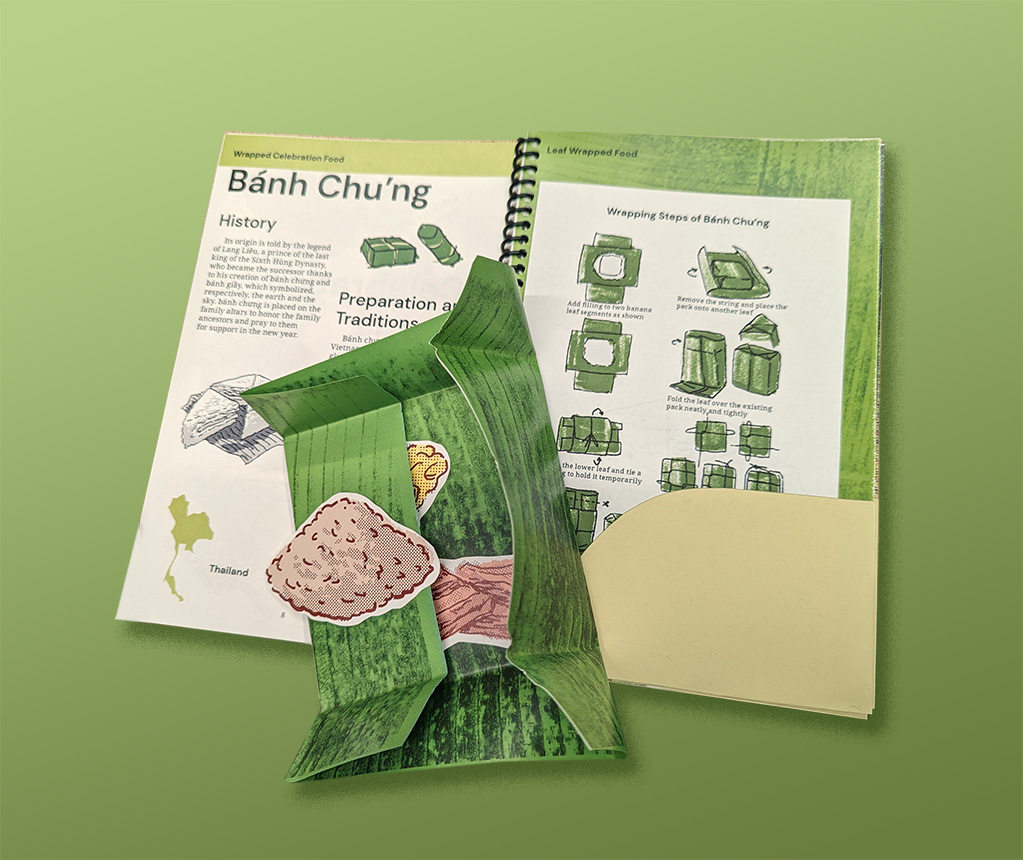 Wrapped Celebration Food
Bánh Chu'ng
History
Its origin is told by the legend
of Lang Liêu, a prince of the last
king of the Sixth Hùng Dynasty,
who became the successor thanks
to his creation of bánh chưng and
bánh giầy, which symbolized,
respectively, the earth and the
sky. bánh chưng is placed on the
family altars to honor the family
ancestors and pray to them
for support in the new year.
Preparation
Traditions
Bánh
Thailand
8
Leaf Wrapped Food
Wrapping Steps of Bánh Chu'ng
Add filling to two banana
leaf segments as shown
Remove the string and place the
pack onto another leaf
Fold the leaf over the existing
pack neatly and tightly
the lower leaf and tie a
to hold it temporarily